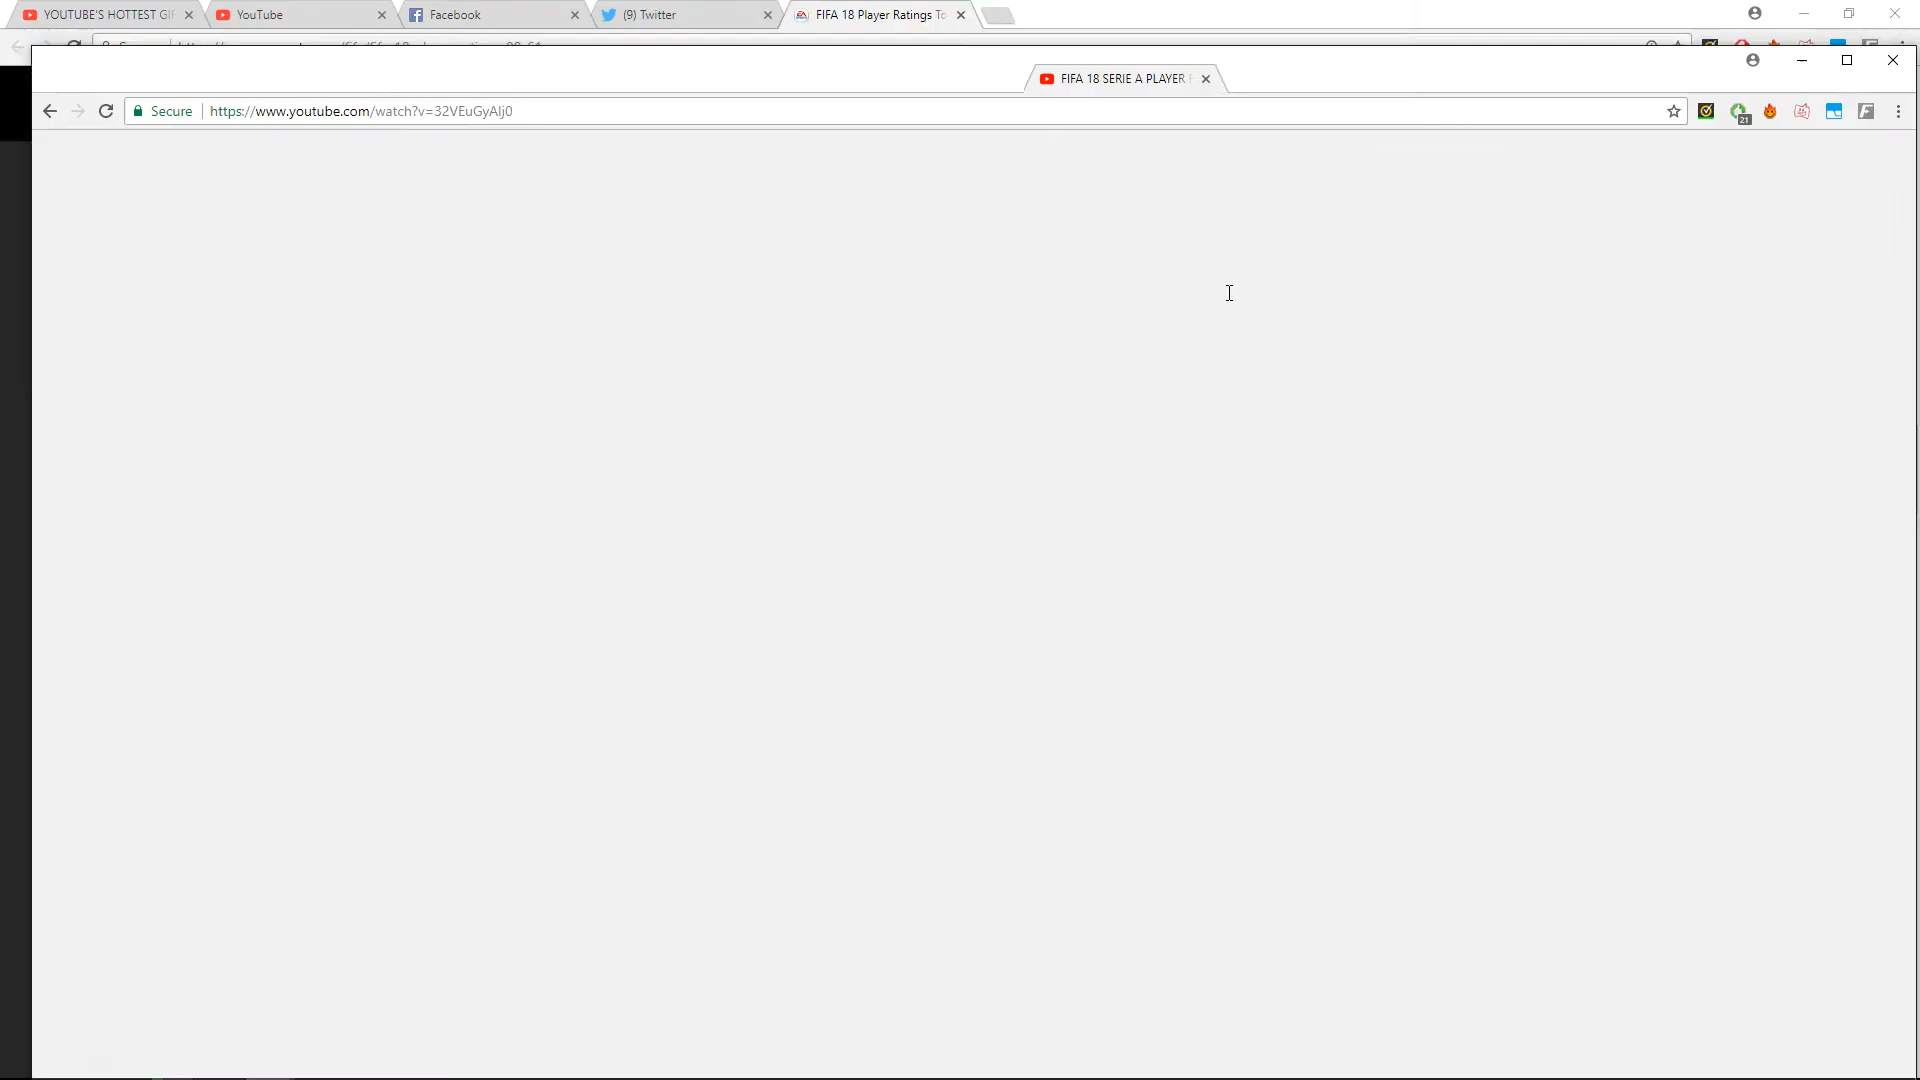 YOUTUBE'S HOTTEST GIF
YouTube
Facebook
(9) Twitter
FIFA 18 Player Ratings To
FIFA 18 SERIE A PLAYER
Secure
https://www.youtube.com/watch?v=32VEuGyAIj0
21